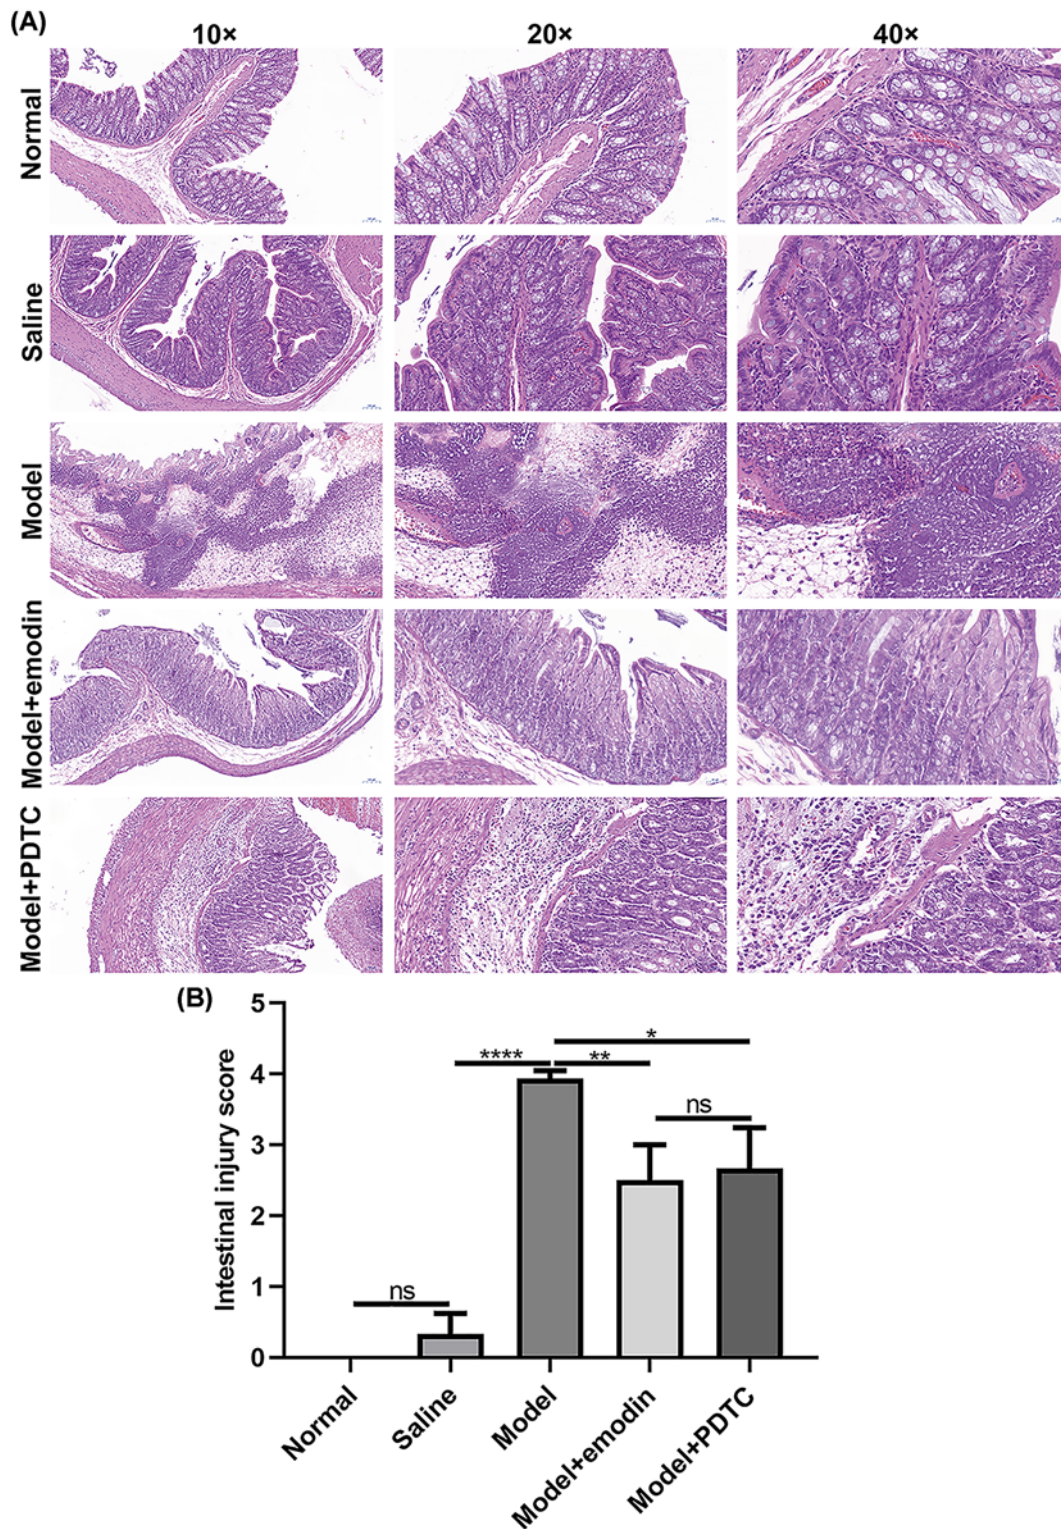 (A)
10× 20× 40×
Normal
Saline
Model
Model+emodin
Model+PDTC
(B)
Intestinal injury score
5
4
3
2
1
0
*
**** **
ns
ns
Normal
Saline
Model
Model+emodin
Model+PDTC